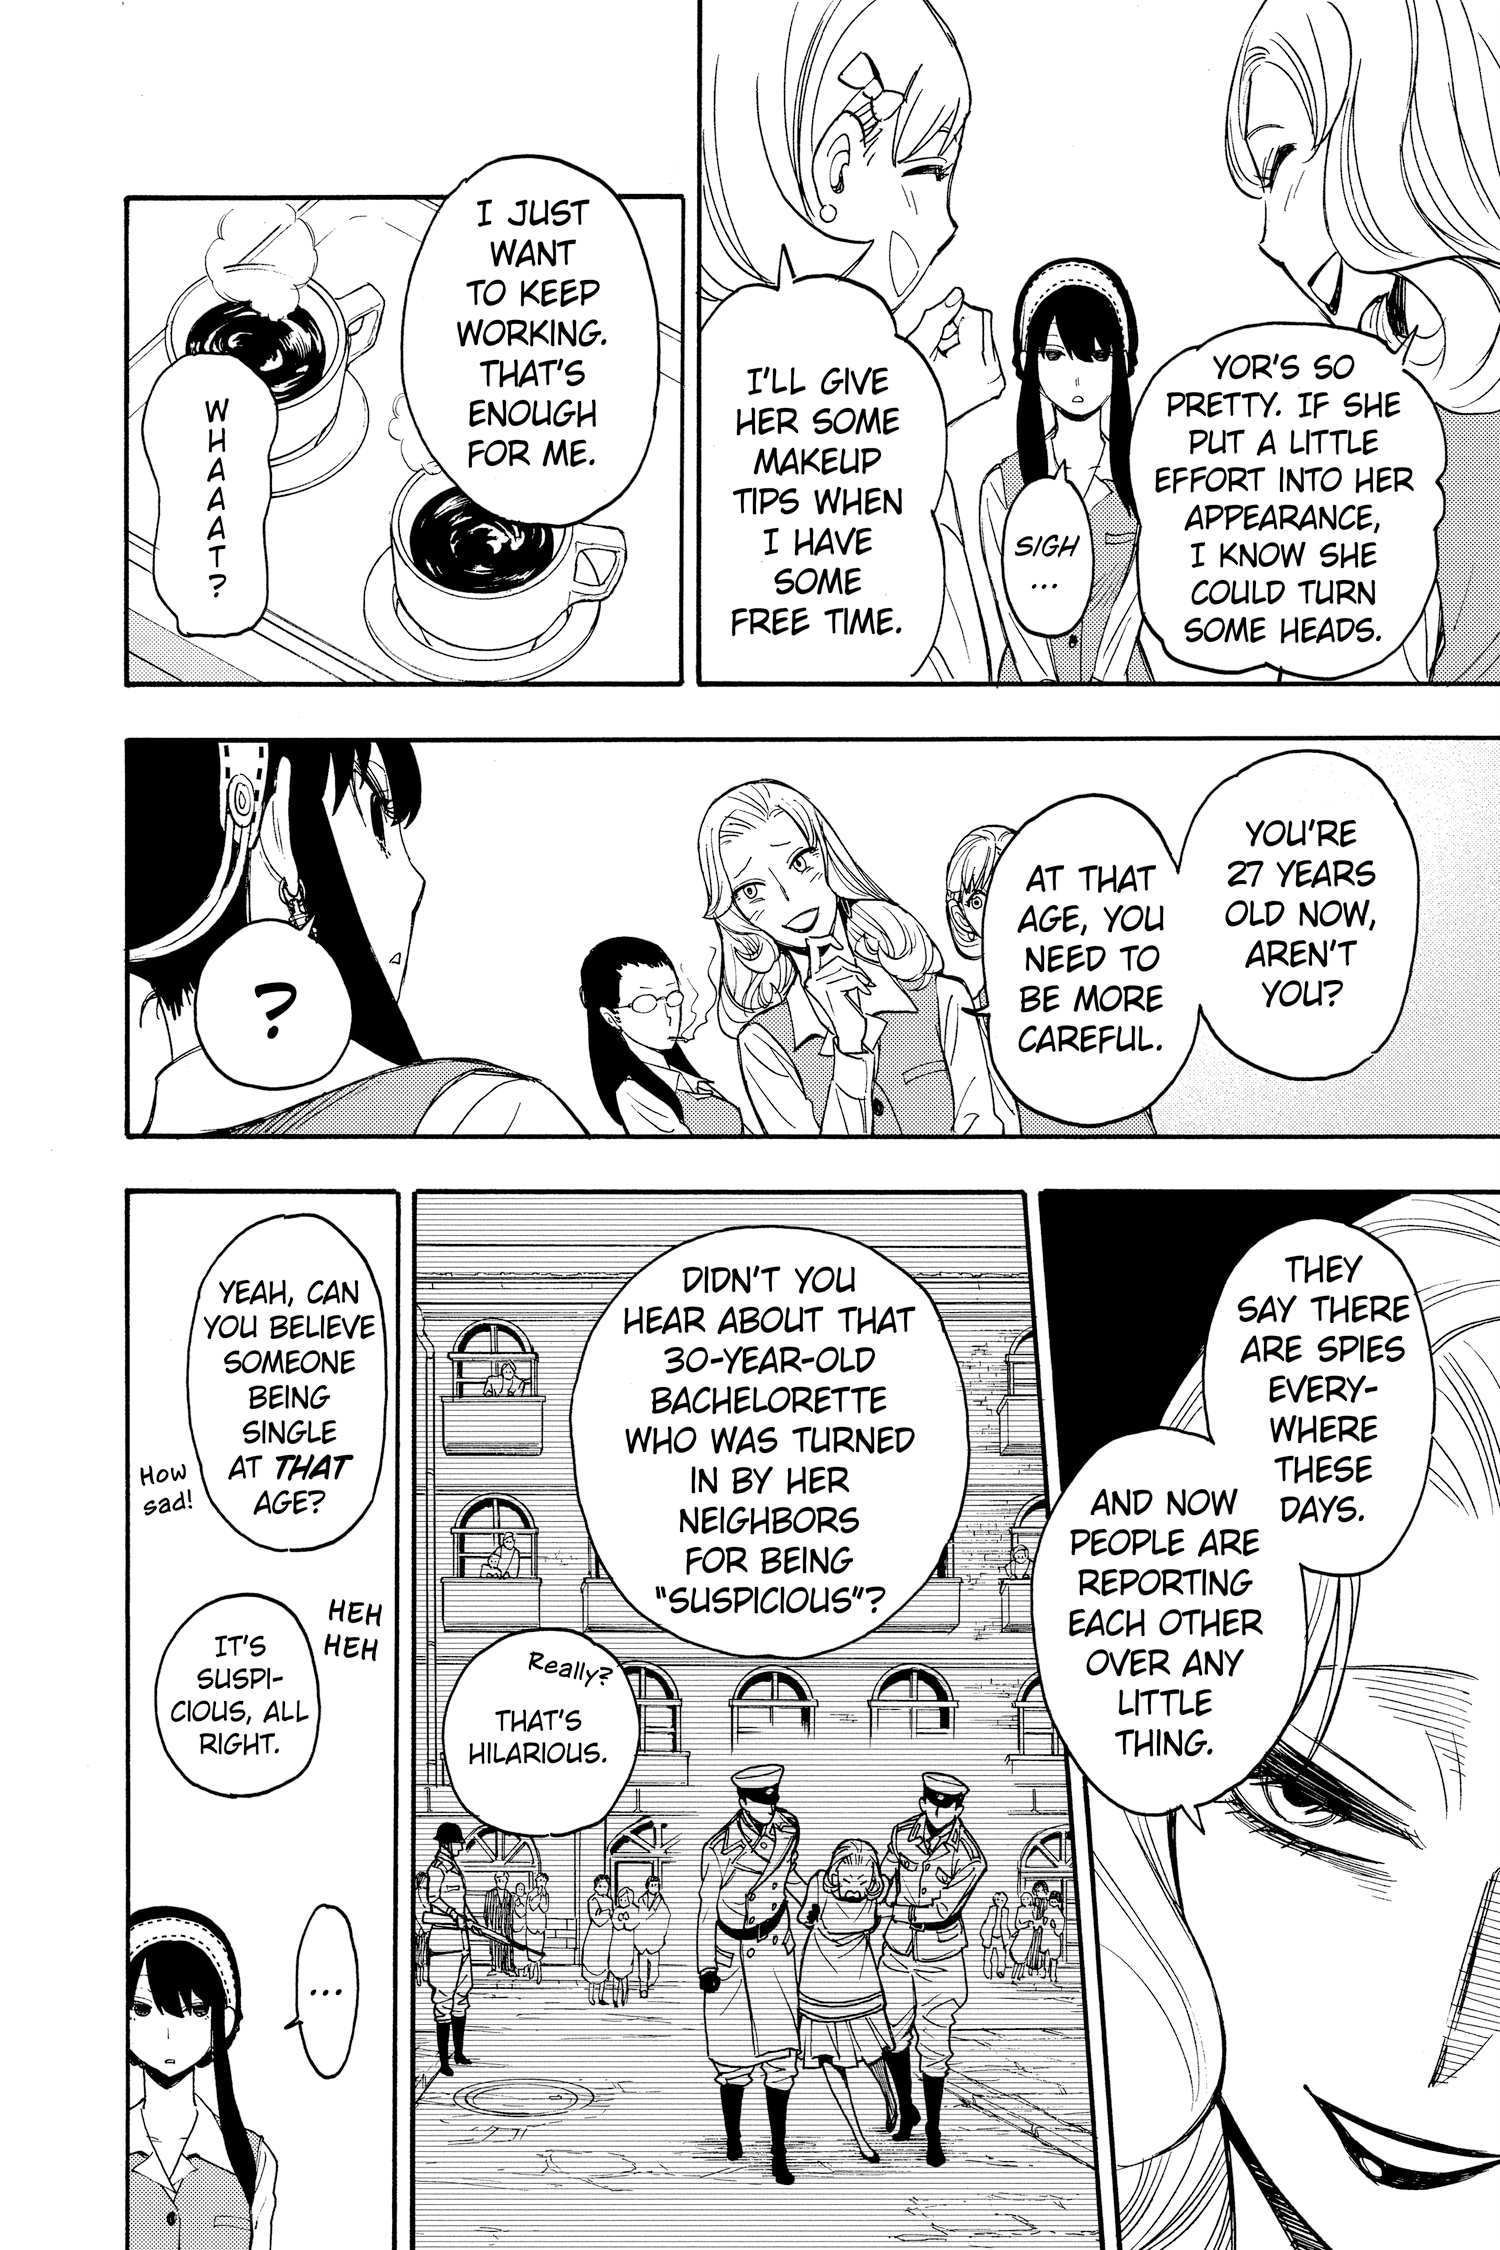 YOR'S SO
PRETTY. IF SHE
PUT A LITTLE
EFFORT INTO HER
APPEARANCE,
I KNOW SHE
COULD TURN
SOME HEADS.
SIGH
...
I'LL GIVE
HER SOME
MAKEUP
TIPS WHEN
I HAVE
SOME
FREE TIME.
I JUST
WANT
TO KEEP
WORKING.
THAT'S
ENOUGH
FOR ME.
WHAAAT?
YOU'RE
27 YEARS
OLD NOW,
AREN'T
YOU?
AT THAT
AGE, YOU
NEED TO
BE MORE
CAREFUL.
?
THEY
SAY THERE
ARE SPIES
EVERY-
WHERE
THESE
DAYS.
AND NOW
PEOPLE ARE
REPORTING
EACH OTHER
OVER ANY
LITTLE
THING.
DIDN'T YOU
HEAR ABOUT THAT
30-YEAR-OLD
BACHELORETTE
WHO WAS TURNED
IN BY HER
NEIGHBORS
FOR BEING
"SUSPICIOUS"?
Really?
THAT'S
HILARIOUS.
YEAH, CAN
YOU BELIEVE
SOMEONE
BEING
SINGLE
AT THAT
AGE?
How
sad!
HEH
HEH
IT'S
SUSPI-
CIOUS, ALL
RIGHT.
...